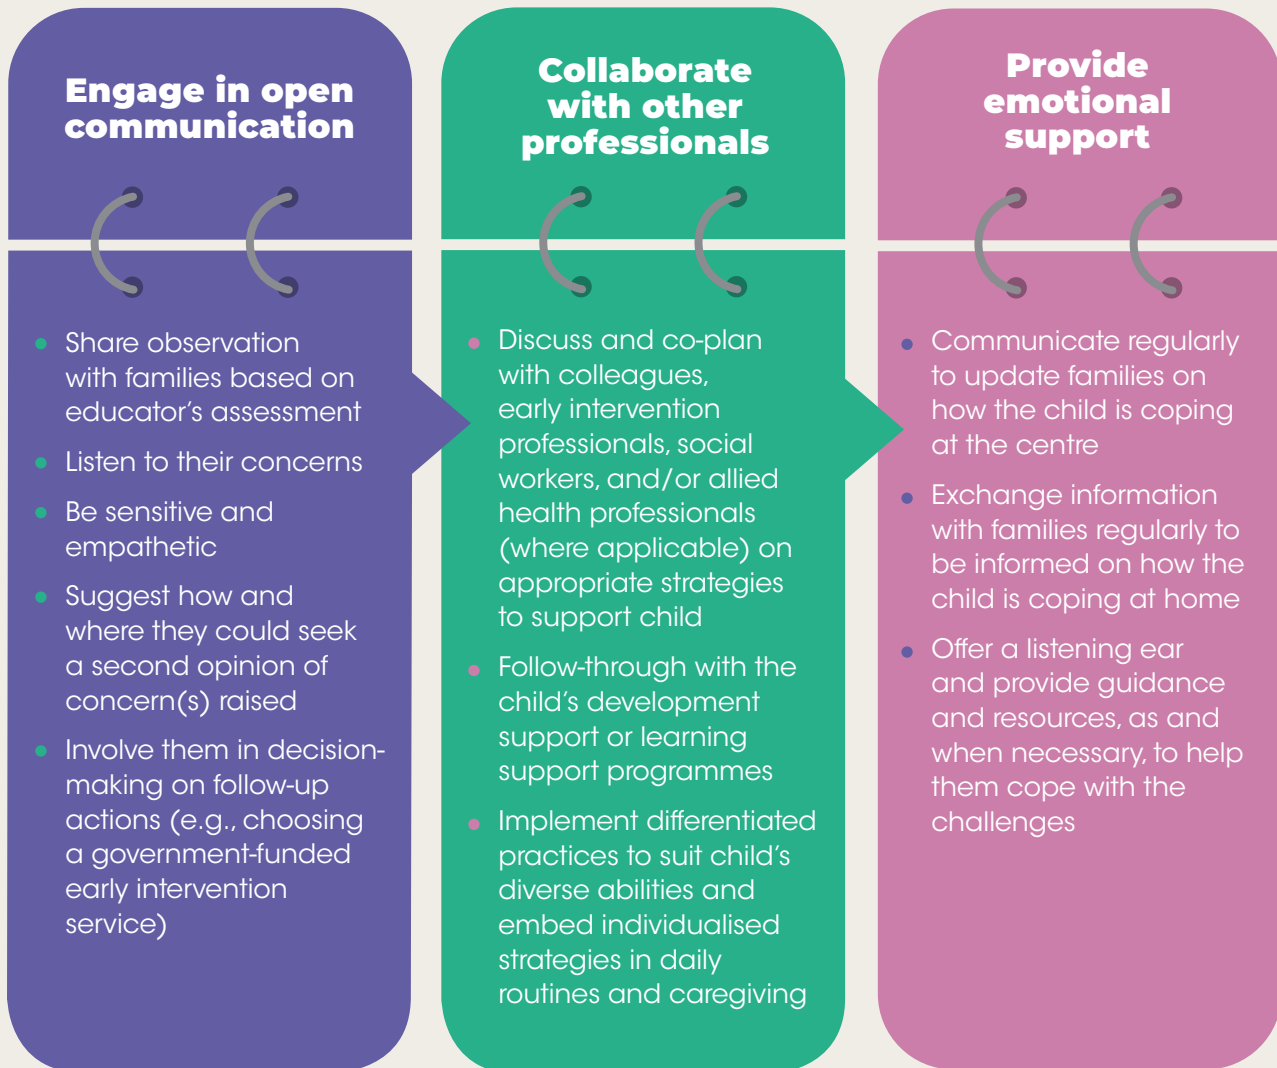 Engage in open
communication
Share observation
with families based on
educator’s assessment
Listen to their concerns
Be sensitive and
empathetic
Suggest how and
where they could seek
a second opinion of
concern(s) raised
Involve them in decision-
making on follow-up
actions (e.g., choosing
a government-funded
early intervention
service)
Collaborate
with other
professionals
Discuss and co-plan
with colleagues,
early intervention
professionals, social
workers, and/or allied
health professionals
(where applicable) on
appropriate strategies
to support child
Follow-through with the
child’s development
support or learning
support programmes
Implement differentiated
practices to suit child’s
diverse abilities and
embed individualised
strategies in daily
routines and caregiving
Provide
emotional
support
Communicate regularly
to update families on
how the child is coping
at the centre
Exchange information
with families regularly to
be informed on how the
child is coping at home
Offer a listening ear
and provide guidance
and resources, as and
when necessary, to help
them cope with the
challenges